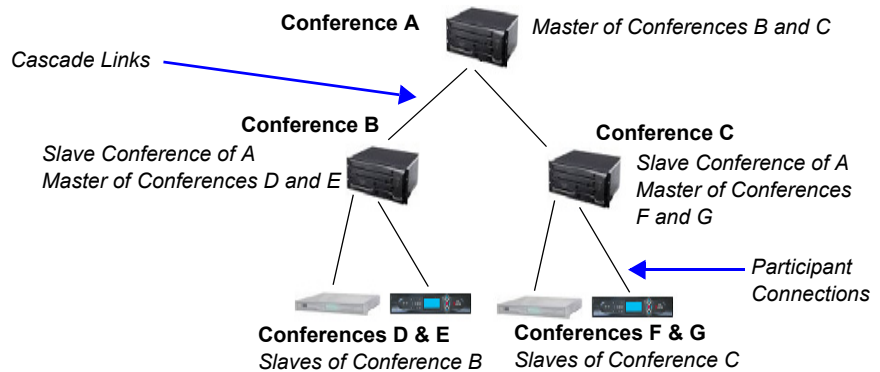 Conference A
Master of Conferences B and C
Cascade Links
Conference B
Slave Conference of A
Master of Conferences D and E
Conference C
Slave Conference of A
Master of Conferences
F and G
Participant
Connections
Conferences D & E
Slaves of Conference B
Conferences F & G
Slaves of Conference C